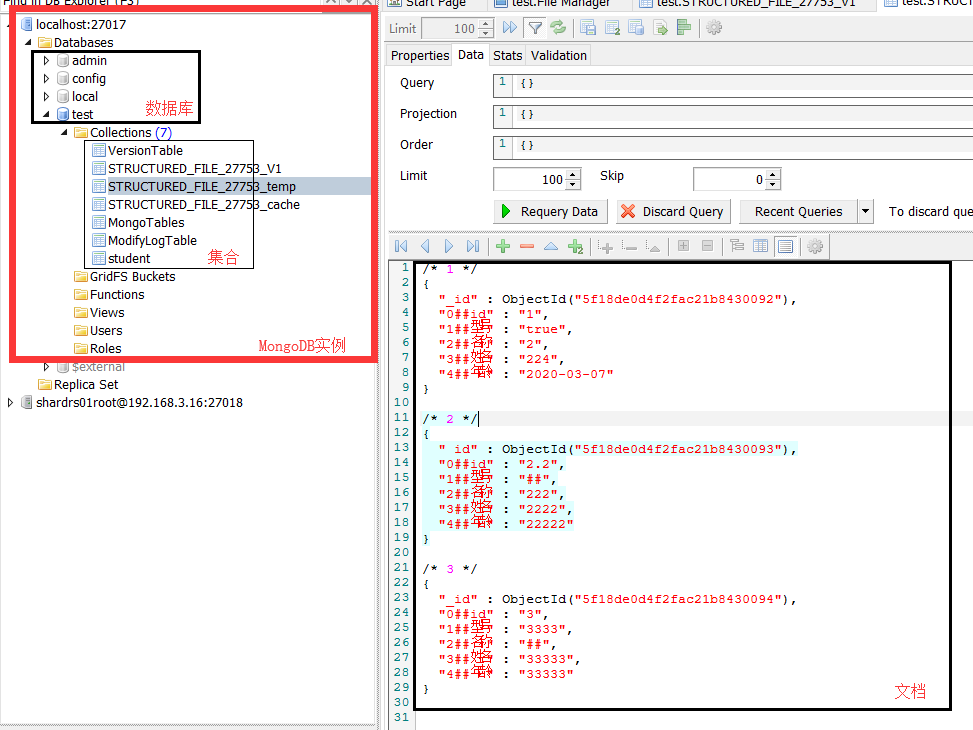 Find in DB Explorer (F3)
localhost:27017
Databases
admin
config
local
test
数据库
Collections (7)
VersionTable
STRUCTURED_FILE_27753_V1
STRUCTURED_FILE_27753_temp
STRUCTURED_FILE_27753_cache
MongoTables
ModifyLogTable
student
集合
GridFS Buckets
Functions
Views
Users
Roles
MongoDB实例
$external
Replica Set
shardrs01root@192.168.3.16:27018
Start Page
test.File Manager
test.STRUCTURED_FILE_27753_V1
test.STRUCT
Limit 100
Properties Data Stats Validation
Query 1 {}
Projection 1 {}
Order 1 {}
Limit 100 Skip 0
Requery Data Discard Query Recent Queries To discard que
1 /* 1 */
2 {
3 "_id" : ObjectId("5f18de0d4f2fac21b8430092"),
4 "0##id" : "1",
5 "1##型号" : "true",
6 "2##名称" : "2",
7 "3##姓名" : "224",
8 "4##年龄" : "2020-03-07"
9 }
10
11 /* 2 */
12 {
13 "_id" : ObjectId("5f18de0d4f2fac21b8430093"),
14 "0##id" : "2.2",
15 "1##型号" : "##",
16 "2##名称" : "222",
17 "3##姓名" : "2222",
18 "4##年龄" : "22222"
19 }
20
21 /* 3 */
22 {
23 "_id" : ObjectId("5f18de0d4f2fac21b8430094"),
24 "0##id" : "3",
25 "1##型号" : "3333",
26 "2##名称" : "##",
27 "3##姓名" : "33333",
28 "4##年龄" : "33333"
29 }
30
31
文档